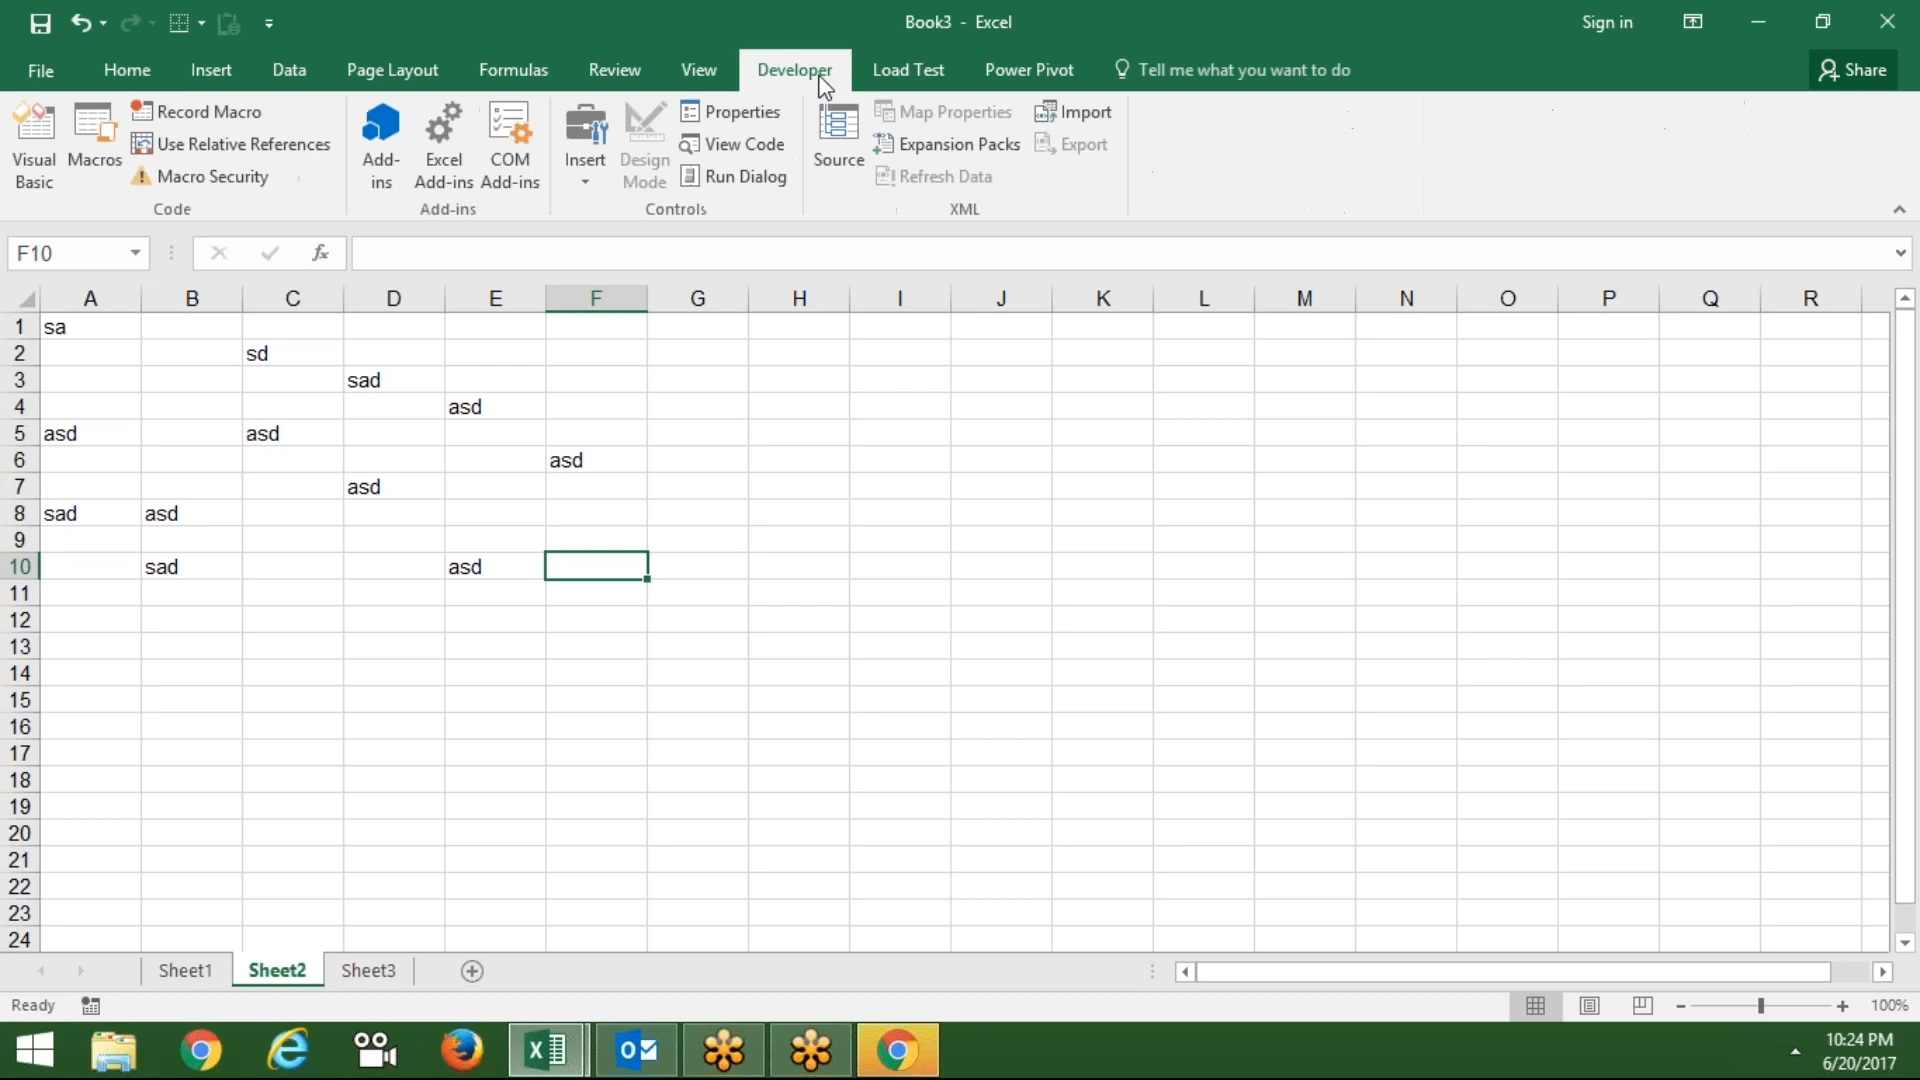 Book3 - Excel
Sign in
File Home Insert Data Page Layout Formulas Review View Developer Load Test Power Pivot Tell me what you want to do Share
Visual Basic
Macros
Record Macro
Use Relative References
Macro Security
Code
Add-ins
Excel Add-ins
COM Add-ins
Add-ins
Insert
Design Mode
Properties
View Code
Run Dialog
Controls
Source
Map Properties
Expansion Packs
Refresh Data
Import
Export
XML
F10 fx
A B C D E F G H I J K L M N O P Q R
1 sa
2 sd
3 sad
4 asd
5 asd asd
6 asd
7 asd
8 sad asd
9
10 sad asd
11
12
13
14
15
16
17
18
19
20
21
22
23
24
Sheet1 Sheet2 Sheet3
Ready 100%
10:24 PM
6/20/2017